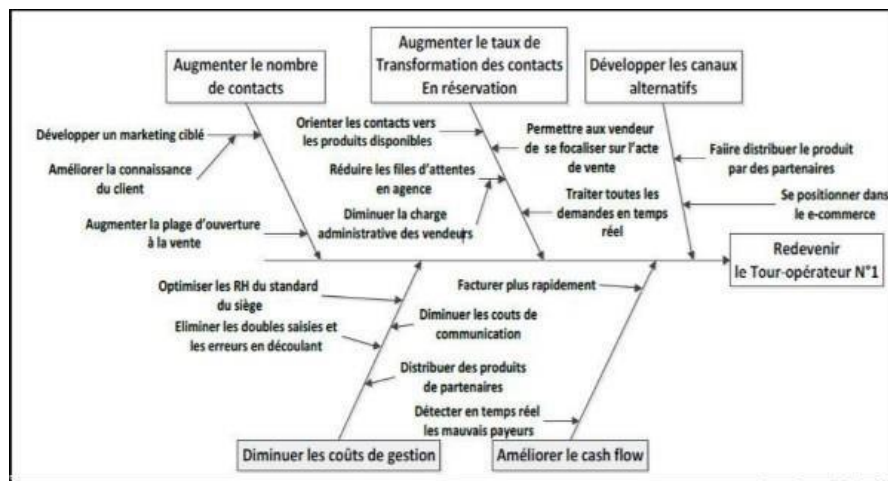 Augmenter le nombre
de contacts
Augmenter le taux de
Transformation des contacts
En réservation
Développer les canaux
alternatifs
Développer un marketing ciblé
Améliorer la connaissance
du client
Augmenter la plage d'ouverture
à la vente
Orienter les contacts vers
les produits disponibles
Réduire les files d'attentes
en agence
Diminuer la charge
administrative des vendeurs
Permettre aux vendeur
de se focaliser sur l'acte
de vente
Traiter toutes les
demandes en temps
réel
Faiire distribuer le produit
par des partenaires
Se positionner dans
le e-commerce
Redevenir
le Tour-opérateur N°1
Optimiser les RH du standard
du siège
Eliminer les doubles saisies et
les erreurs en découlant
Diminuer les couts de
communication
Distribuer des produits
de partenaires
Facturer plus rapidement
Détecter en temps réel
les mauvais payeurs
Diminuer les coûts de gestion
Améliorer le cash flow